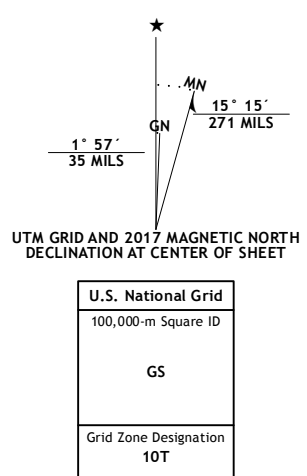 MN
GN
15° 15´
271 MILS
1° 57´
35 MILS
UTM GRID AND 2017 MAGNETIC NORTH
DECLINATION AT CENTER OF SHEET
U.S. National Grid
100,000-m Square ID
GS
Grid Zone Designation
10T